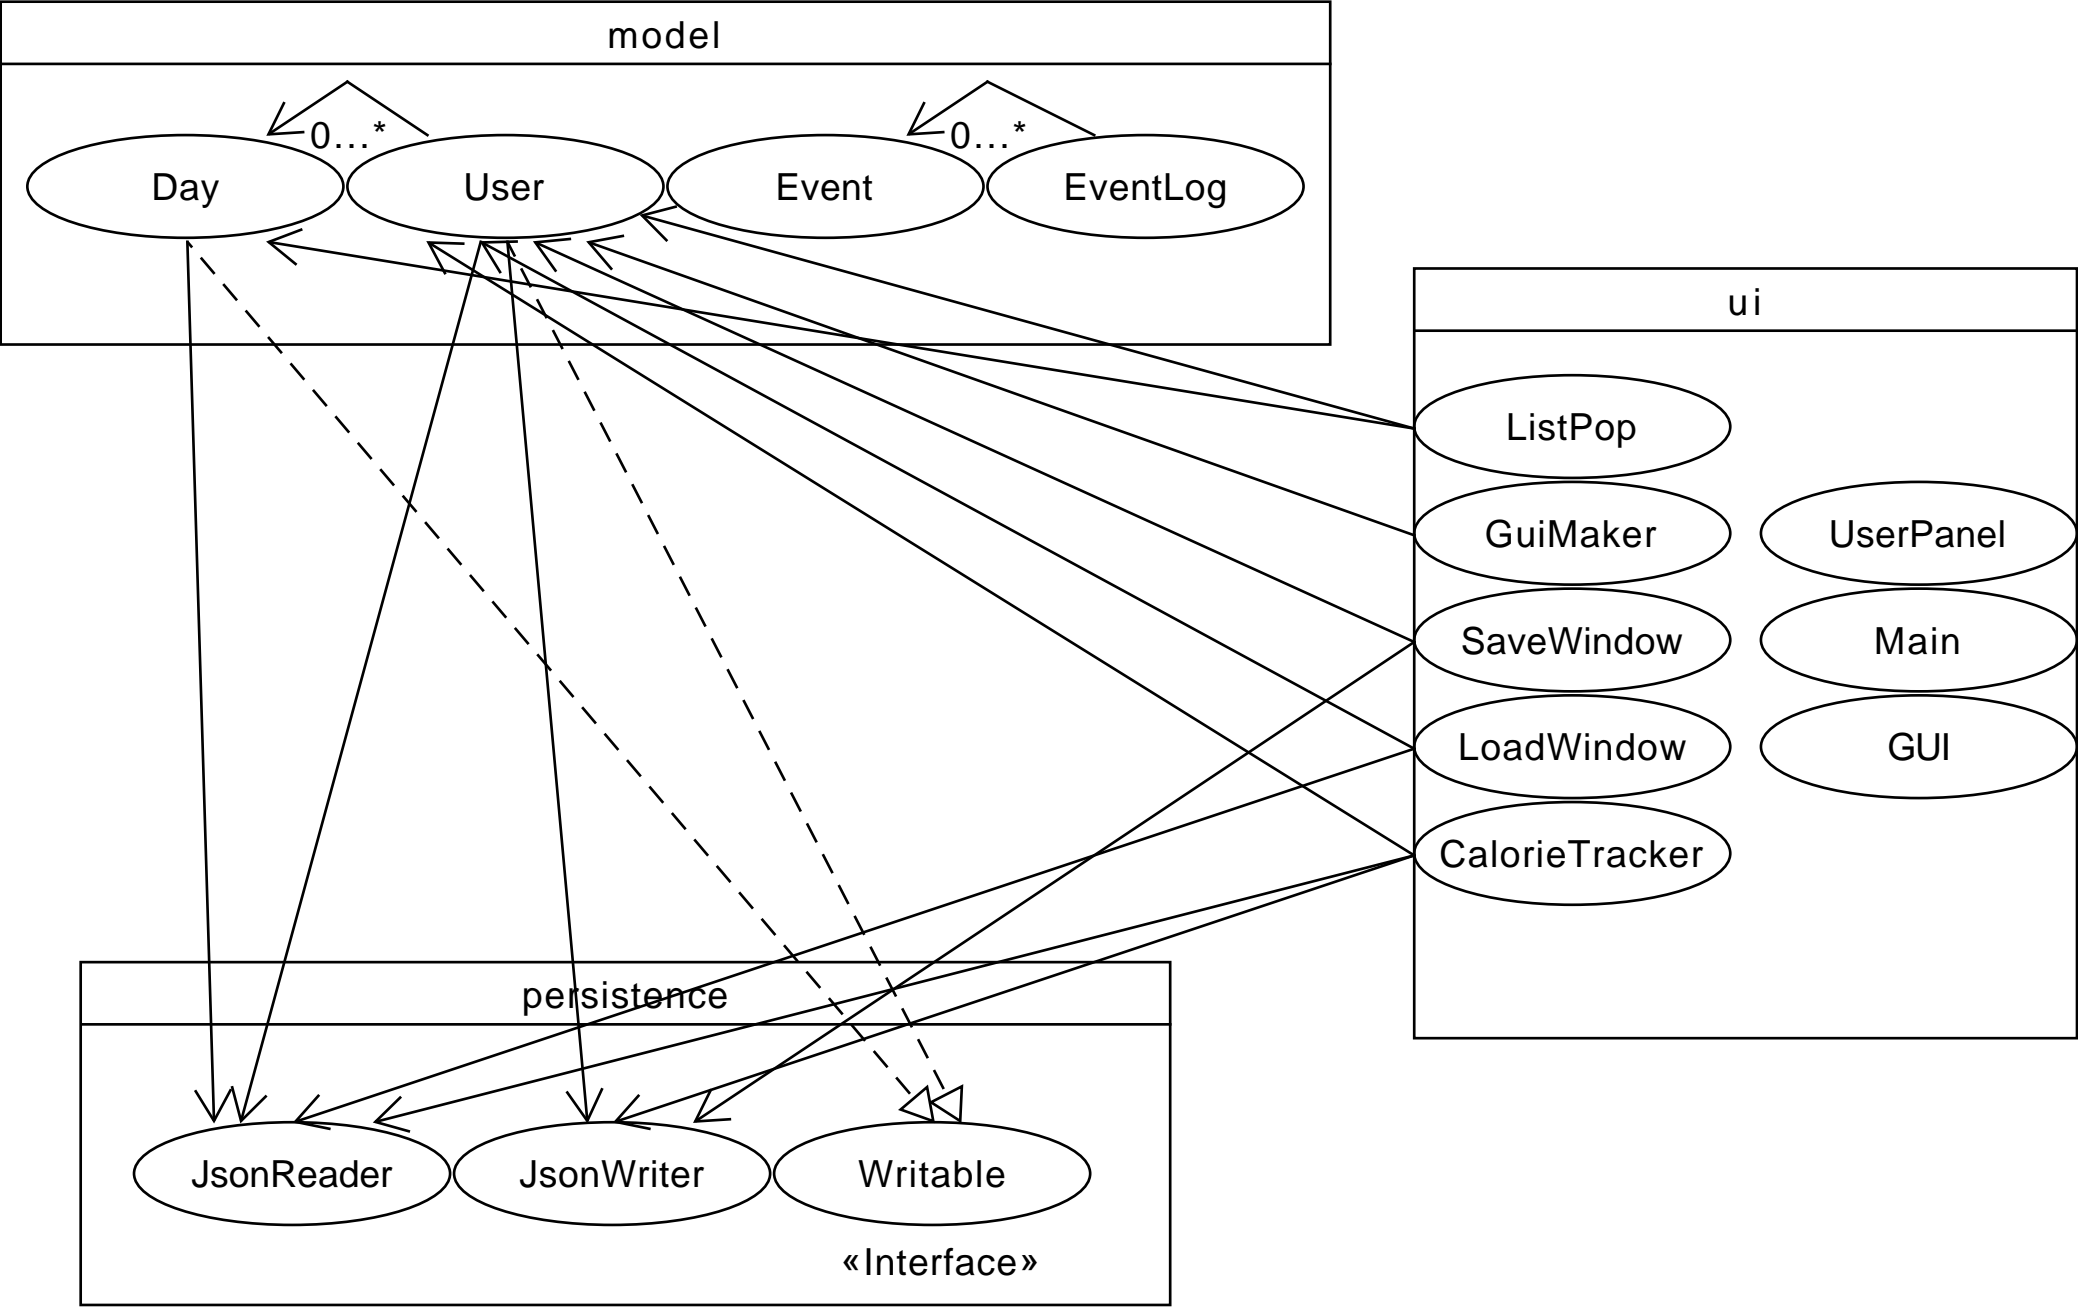 model
0...*
0...*
Day
User
Event
EventLog
ui
ListPop
GuiMaker
UserPanel
SaveWindow
Main
LoadWindow
GUI
CalorieTracker
persistence
JsonReader
JsonWriter
Writable
«Interface»